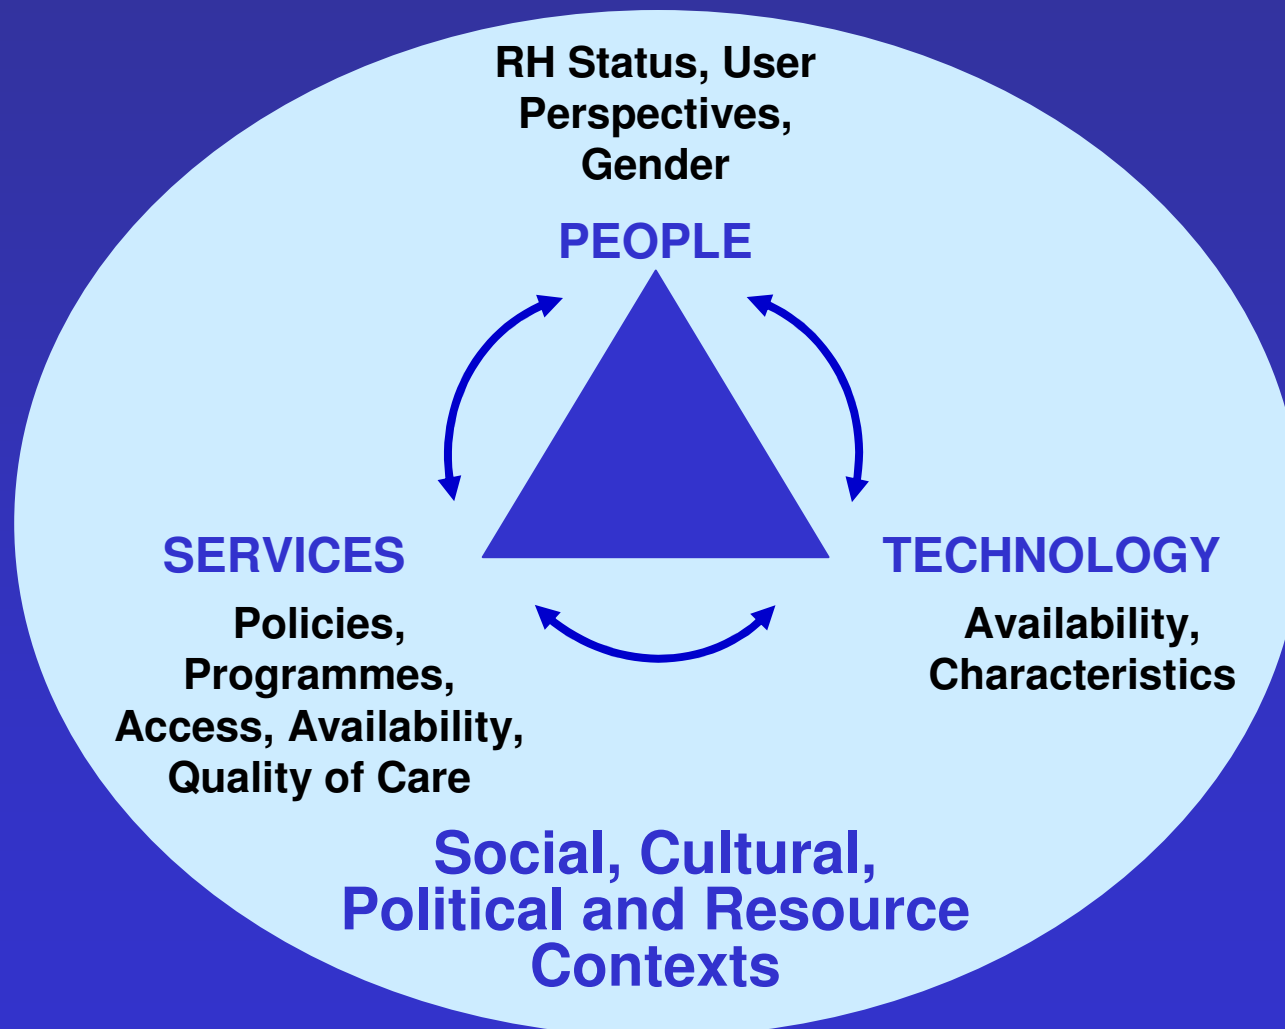 RH Status, User
Perspectives,
Gender
PEOPLE
SERVICES
Policies,
Programmes,
Access, Availability,
Quality of Care
TECHNOLOGY
Availability,
Characteristics
Social, Cultural,
Political and Resource
Contexts